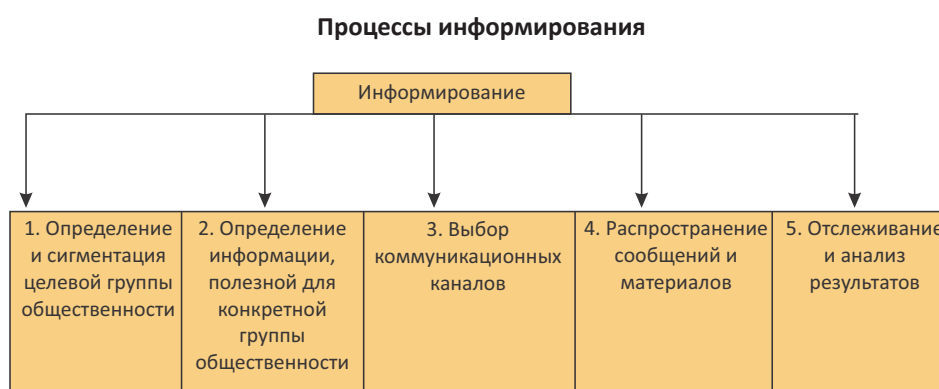 Процессы информирования
Информирование
1. Определение
и сигментация
целевой группы
общественности
2. Определение
информации,
полезной для
конкретной
группы
общественности
3. Выбор
коммуникационных
каналов
4. Распространение
сообщений и
материалов
5. Отслеживание
и анализ
результатов